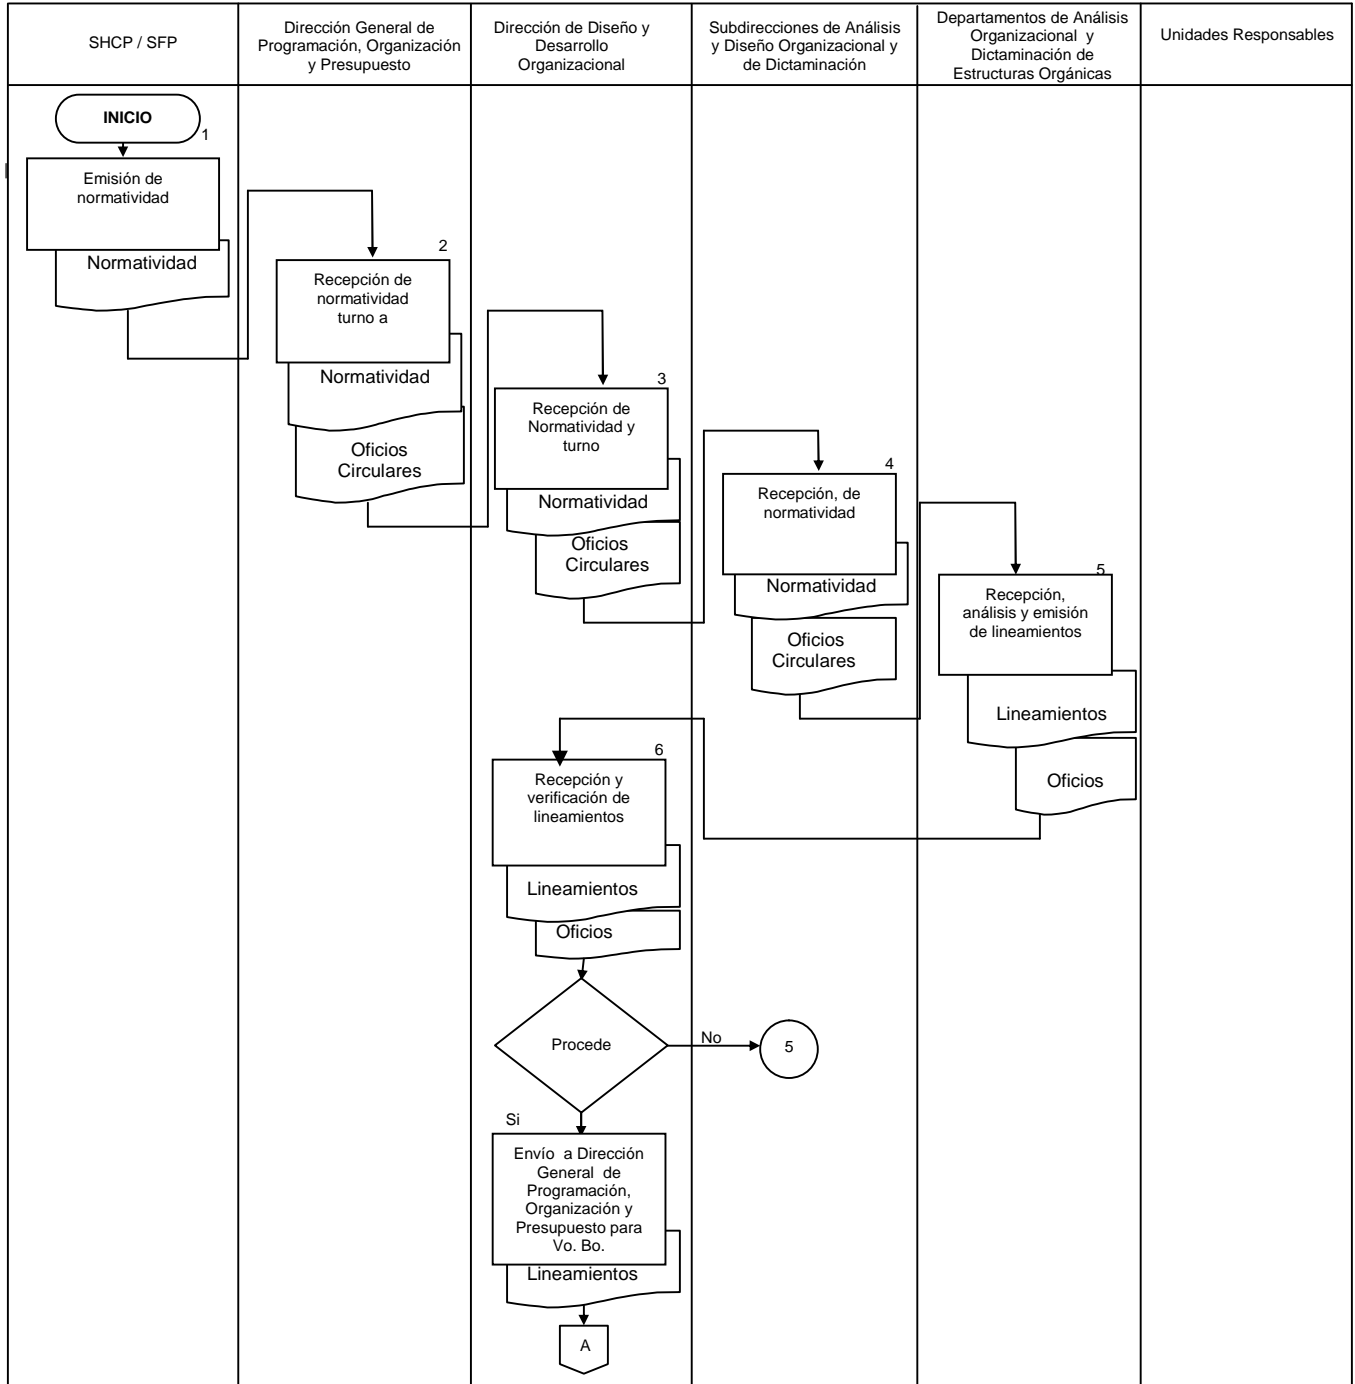 SHCP / SFP
Dirección General de
Programación, Organización
y Presupuesto
Dirección de Diseño y
Desarrollo
Organizacional
Subdirecciones de Análisis
y Diseño Organizacional y
de Dictaminación
Departamentos de Análisis
Organizacional y
Dictaminación de
Estructuras Orgánicas
Unidades Responsables
INICIO
1
Emisión de
normatividad
Normatividad
2
Recepción de
normatividad
turno a
Normatividad
Oficios
Circulares
3
Recepción de
Normatividad y
turno
Normatividad
Oficios
Circulares
4
Recepción, de
normatividad
Normatividad
Oficios
Circulares
5
Recepción,
análisis y emisión
de lineamientos
Lineamientos
Oficios
6
Recepción y
verificación de
lineamientos
Lineamientos
Oficios
Procede
No
5
Si
Envío a Dirección
General de
Programación,
Organización y
Presupuesto para
Vo. Bo.
Lineamientos
A